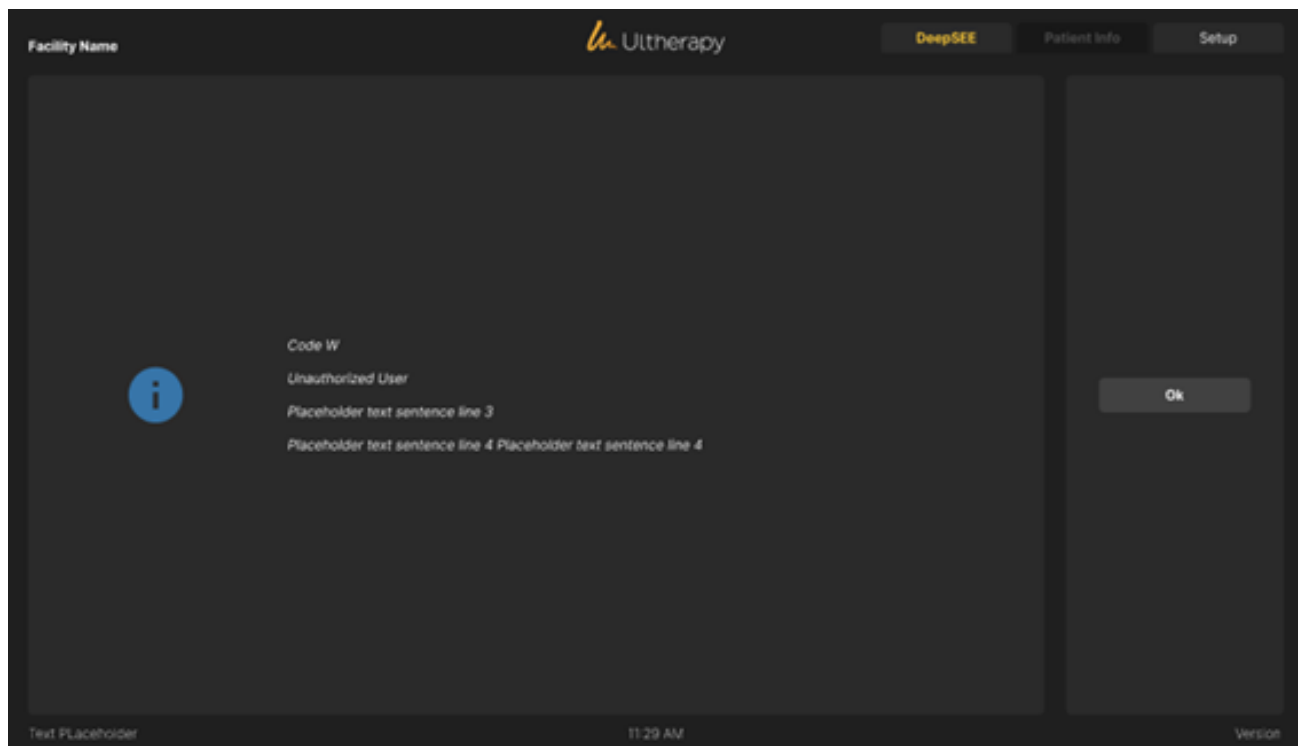 Facility Name
Ultherapy
DeepSEE
Patient Info
Setup
Code W
Unauthorized User
Placeholder text sentence line 3
Placeholder text sentence line 4 Placeholder text sentence line 4
Ok
Text PLaceholder
11:29 AM
Version